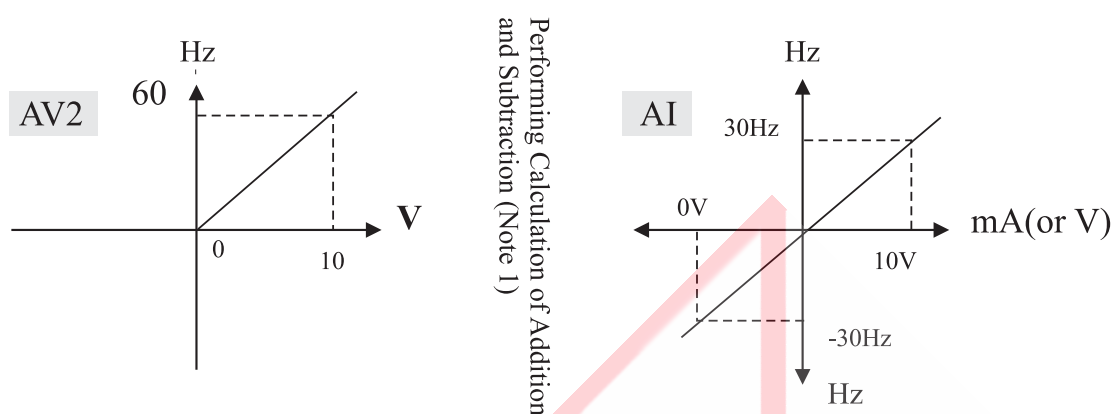 Hz
60
AV2
V
0
10
Performing Calculation of Addition
and Subtraction (Note 1)
Hz
AI
30Hz
0V
mA(or V)
10V
-30Hz
Hz